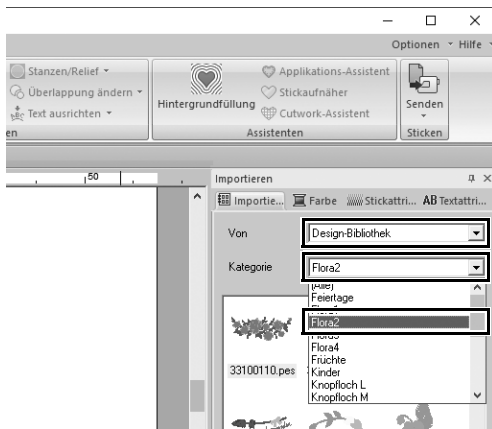 Optionen Hilfe
Stanzen/Relief
Überlappung ändern
Text ausrichten
Hintergrundfüllung
Applikations-Assistent
Stickaufnäher
Cutwork-Assistent
Senden
en
Assistenten
Sticken
50
Importieren
Importie... Farbe Stickattri... AB Textattri...
Von Design-Bibliothek
Kategorie Flora2
(Alle)
Feiertage
Flora2
Flora3
Flora4
Früchte
Kinder
Knopfloch L
Knopfloch M
33100110.pes